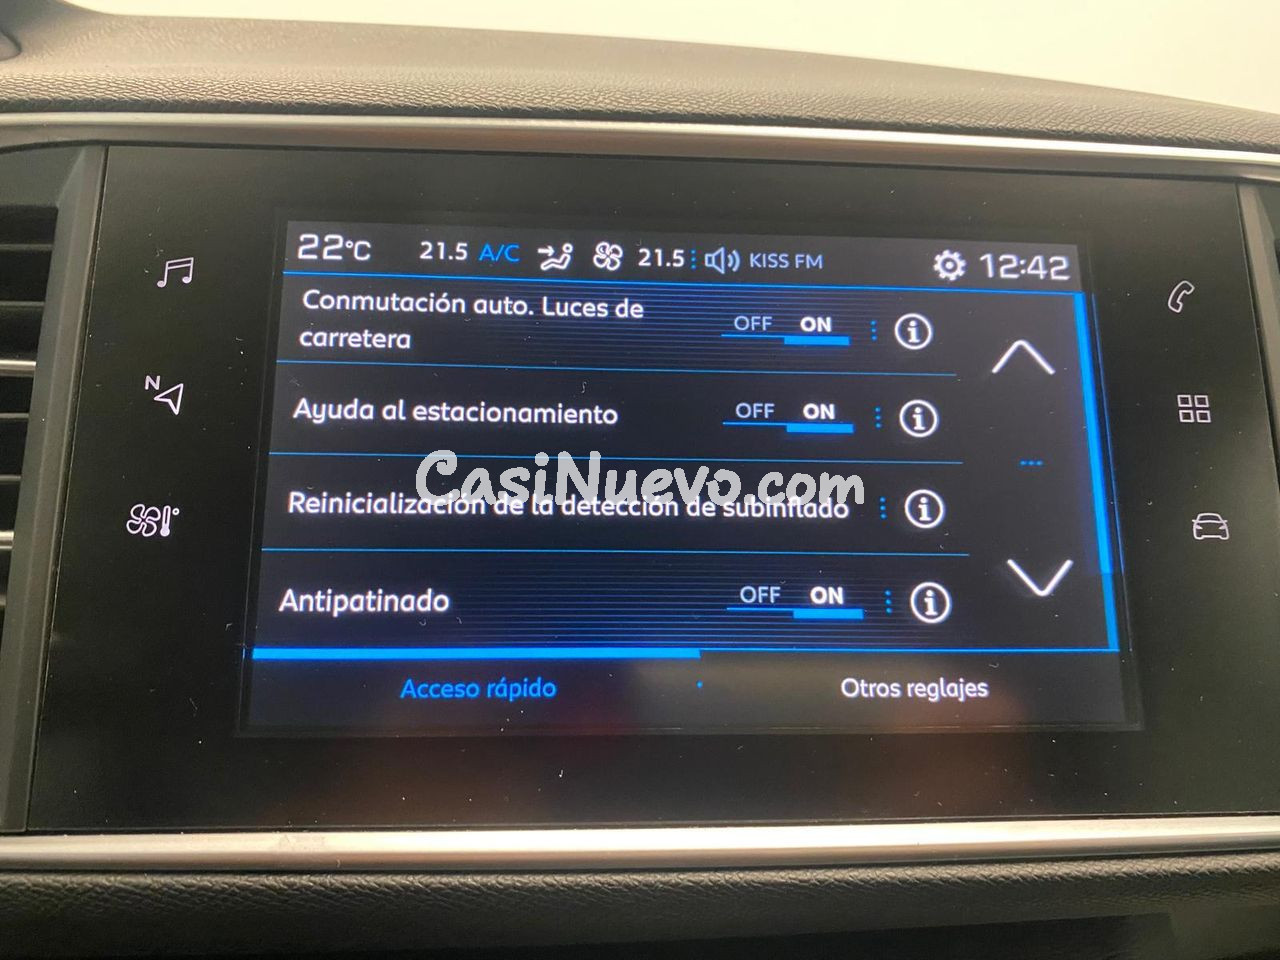 22°C 21.5 A/C 21.5 KISS FM 12:42
Conmutación auto. Luces de
carretera
OFF ON
Ayuda al estacionamiento OFF ON
CasiNuevo.com
Reinicialización de la detección de subinflado
Antipatinado OFF ON
Acceso rápido Otros reglajes
N